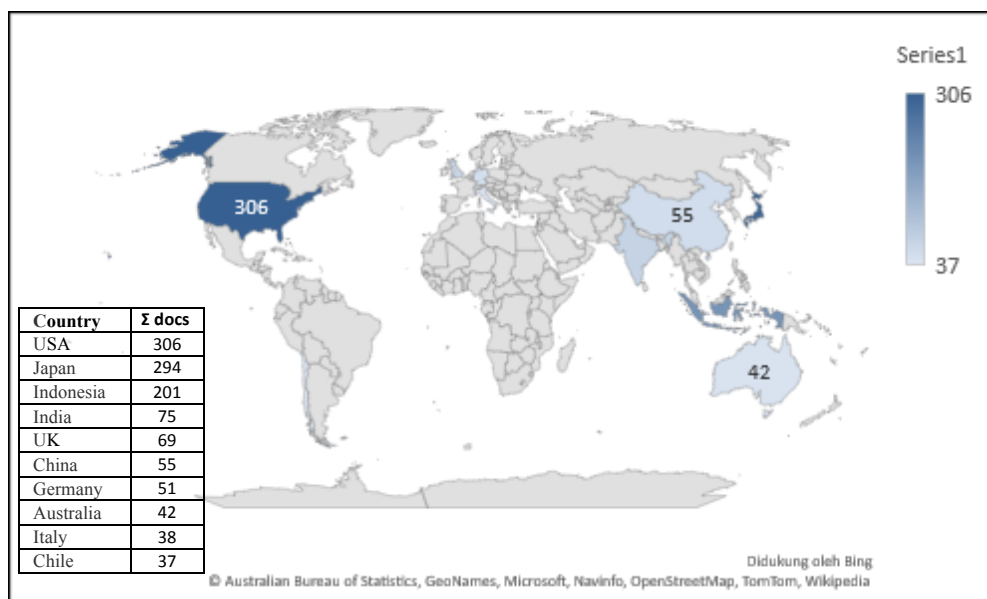 Series1
306
37
306
55
42
Country Σ docs
USA 306
Japan 294
Indonesia 201
India 75
UK 69
China 55
Germany 51
Australia 42
Italy 38
Chile 37
Didukung oleh Bing
© Australian Bureau of Statistics, GeoNames, Microsoft, Navinfo, OpenStreetMap, TomTom, Wikipedia